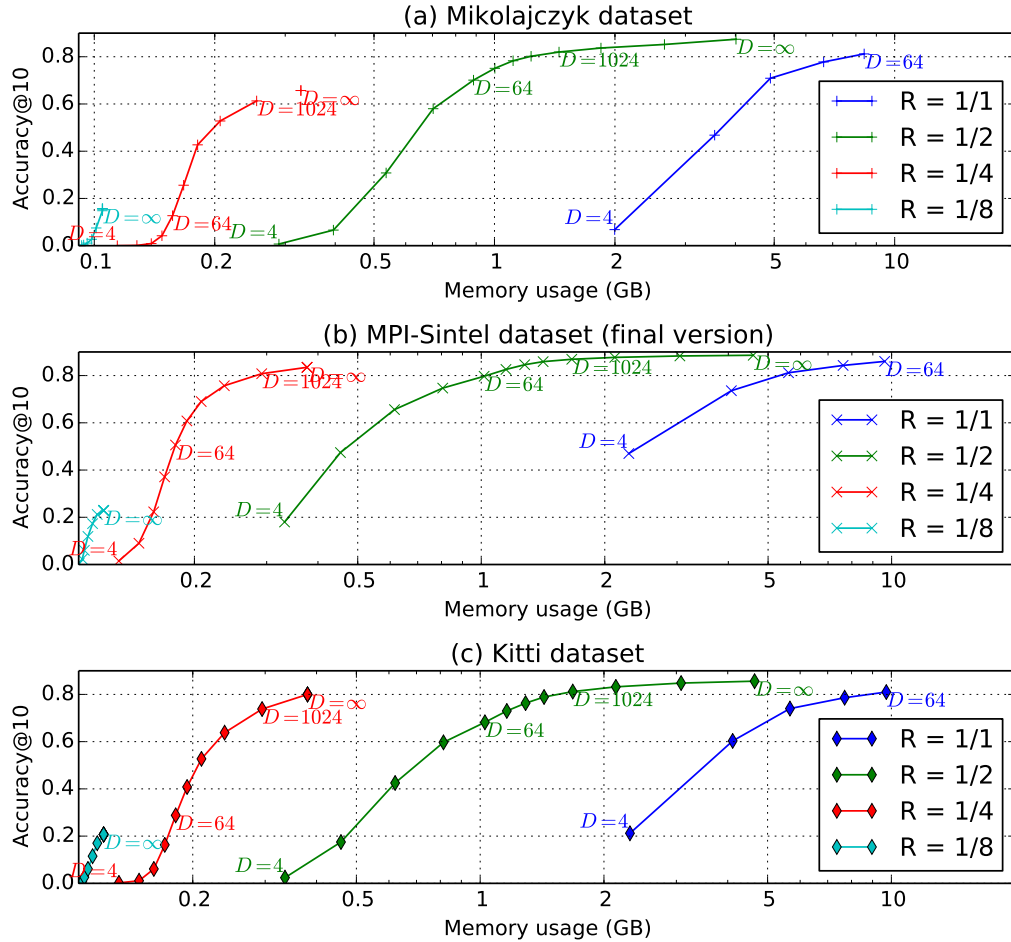 (a) Mikolajczyk dataset
Accuracy@10
0.8
0.6
0.4
0.2
0.0
D=∞
D=1024
D=64
D=4
D=∞
D=1024
D=64
D=4
D=∞
D=64
D=4
R = 1/1
R = 1/2
R = 1/4
R = 1/8
0.1 0.2 0.5 1 2 5 10
Memory usage (GB)
(b) MPI-Sintel dataset (final version)
Accuracy@10
0.8
0.6
0.4
0.2
0.0
D=∞
D=1024
D=64
D=4
D=∞
D=1024
D=64
D=4
D=∞
D=64
D=4
R = 1/1
R = 1/2
R = 1/4
R = 1/8
0.2 0.5 1 2 5 10
Memory usage (GB)
(c) Kitti dataset
Accuracy@10
0.8
0.6
0.4
0.2
0.0
D=∞
D=1024
D=64
D=4
D=∞
D=1024
D=64
D=4
D=∞
D=64
D=4
R = 1/1
R = 1/2
R = 1/4
R = 1/8
0.2 0.5 1 2 5 10
Memory usage (GB)